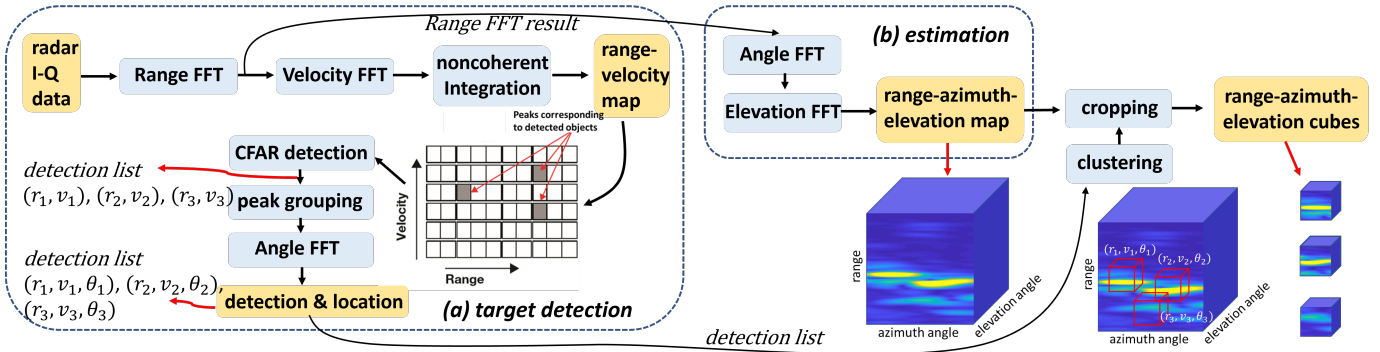 radar
I-Q
data
Range FFT
Range FFT result
Velocity FFT
noncoherent
Integration
range-
velocity
map
Peaks corresponding
to detected objects
Velocity
Range
CFAR detection
detection list
(r₁, v₁), (r₂, v₂), (r₃, v₃)
peak grouping
Angle FFT
detection list
(r₁, v₁, θ₁), (r₂, v₂, θ₂),
(r₃, v₃, θ₃)
detection & location
(a) target detection
detection list
(b) estimation
Angle FFT
Elevation FFT
range-azimuth-
elevation map
cropping
clustering
range-azimuth-
elevation cubes
range
azimuth angle
elevation angle
(r₁, v₁, θ₁)
(r₂, v₂, θ₂)
(r₃, v₃, θ₃)
range
azimuth angle
elevation angle